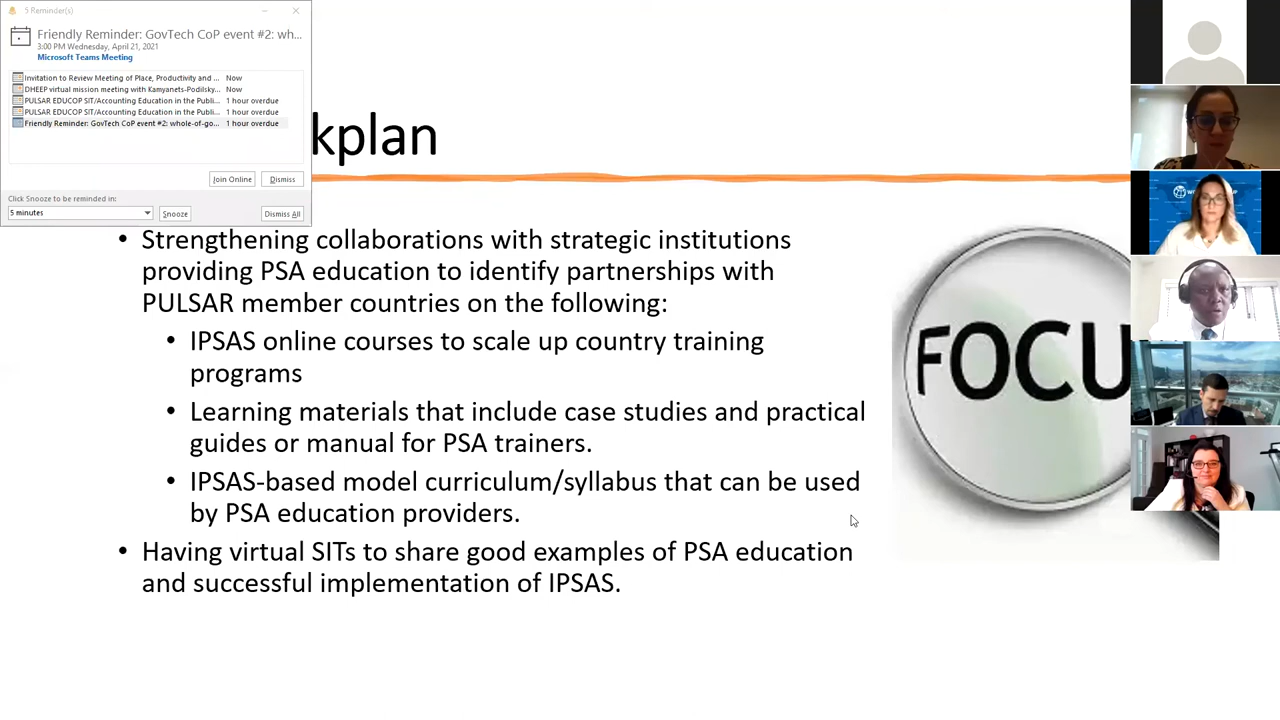 5 Reminder(s)
Friendly Reminder: GovTech CoP event #2: wh...
3:00 PM Wednesday, April 21, 2021
Microsoft Teams Meeting
Invitation to Review Meeting of Place, Productivity and ... Now
DHEEP virtual mission meeting with Kamyanets-Podilsky... Now
PULSAR EDUCOP SIT/Accounting Education in the Publi... 1 hour overdue
PULSAR EDUCOP SIT/Accounting Education in the Publi... 1 hour overdue
Friendly Reminder: GovTech CoP event #2: whole-of-go... 1 hour overdue
Join Online Dismiss
Click Snooze to be reminded in:
5 minutes Snooze Dismiss All
kplan
• Strengthening collaborations with strategic institutions
providing PSA education to identify partnerships with
PULSAR member countries on the following:
• IPSAS online courses to scale up country training
programs
• Learning materials that include case studies and practical
guides or manual for PSA trainers.
• IPSAS-based model curriculum/syllabus that can be used
by PSA education providers.
• Having virtual SITs to share good examples of PSA education
and successful implementation of IPSAS.
FOCU